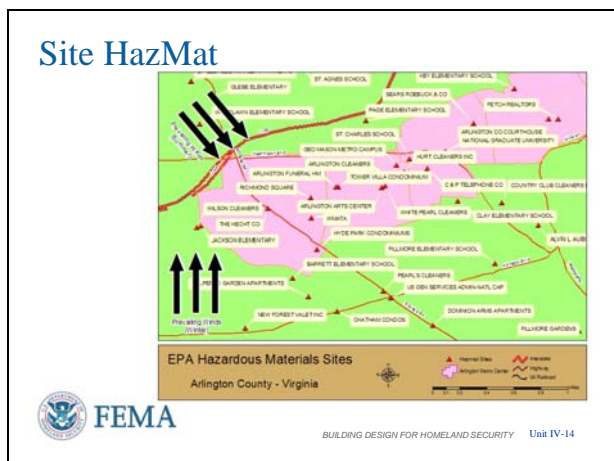 Site HazMat
GLEBE ELEMENTARY
ST. AGNES SCHOOL
KEY ELEMENTARY SCHOOL
SEARS ROEBUCK & CO
FETCH REALTORS
PAGE ELEMENTARY SCHOOL
ARLINGTON CO COURTHOUSE
ST. CHARLES SCHOOL
NATIONAL GRADUATE UNIVERSITY
GEO MASON METRO CAMPUS
HURT CLEANERS INC
ARLINGTON CLEANERS
ARLINGTON FUNERAL HM
TOWER VILLA CONDOMINIUM
RICHMOND SQUARE
C & P TELEPHONE CO
COUNTRY CLUB CLEANERS
WILSON CLEANERS
ARLINGTON ARTS CENTER
WHITE PEARL CLEANERS
WMATA
CLAY ELEMENTARY SCHOOL
THE HECHT CO
HYDE PARK CONDOMINIUMS
JACKSON ELEMENTARY
FILLMORE ELEMENTARY SCHOOL
BARRETT ELEMENTARY SCHOOL
GARDEN APARTMENTS
PEARL'S CLEANERS
US GEN SERVICES ADMIN-NATL CAP
Prevailing Winds
(Winter)
NEW FOREST VALET INC
CHATHAM CONDOS
DOMINION ARMS APARTMENTS
FILLMORE GARDENS
EPA Hazardous Materials Sites
Arlington County - Virginia
Hazmat Sites
Interstate
Highway
VA Railroad
FEMA
BUILDING DESIGN FOR HOMELAND SECURITY Unit IV-14